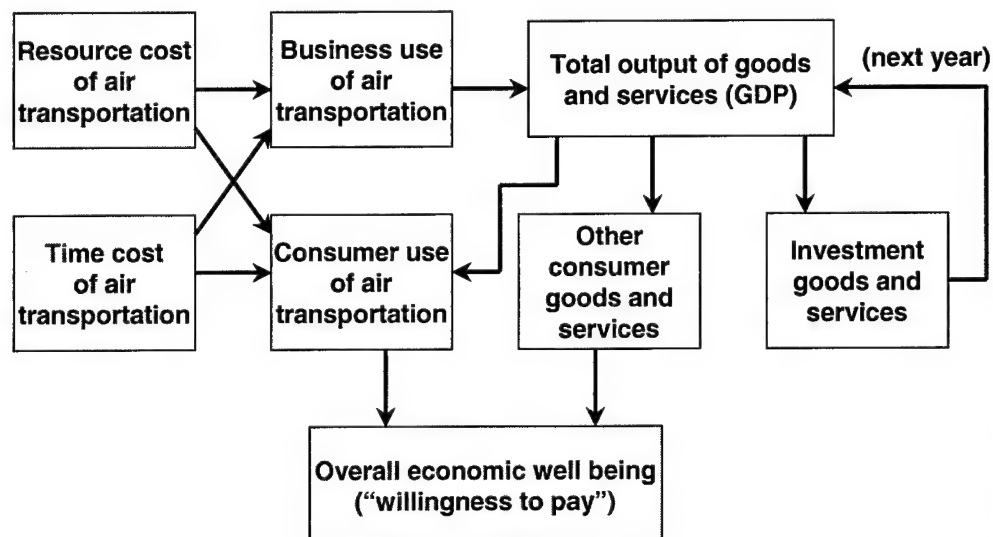 Resource cost
of air
transportation
Business use
of air
transportation
Total output of goods
and services (GDP)
(next year)
Time cost
of air
transportation
Consumer use
of air
transportation
Other
consumer
goods and
services
Investment
goods and
services
Overall economic well being
(“willingness to pay”)